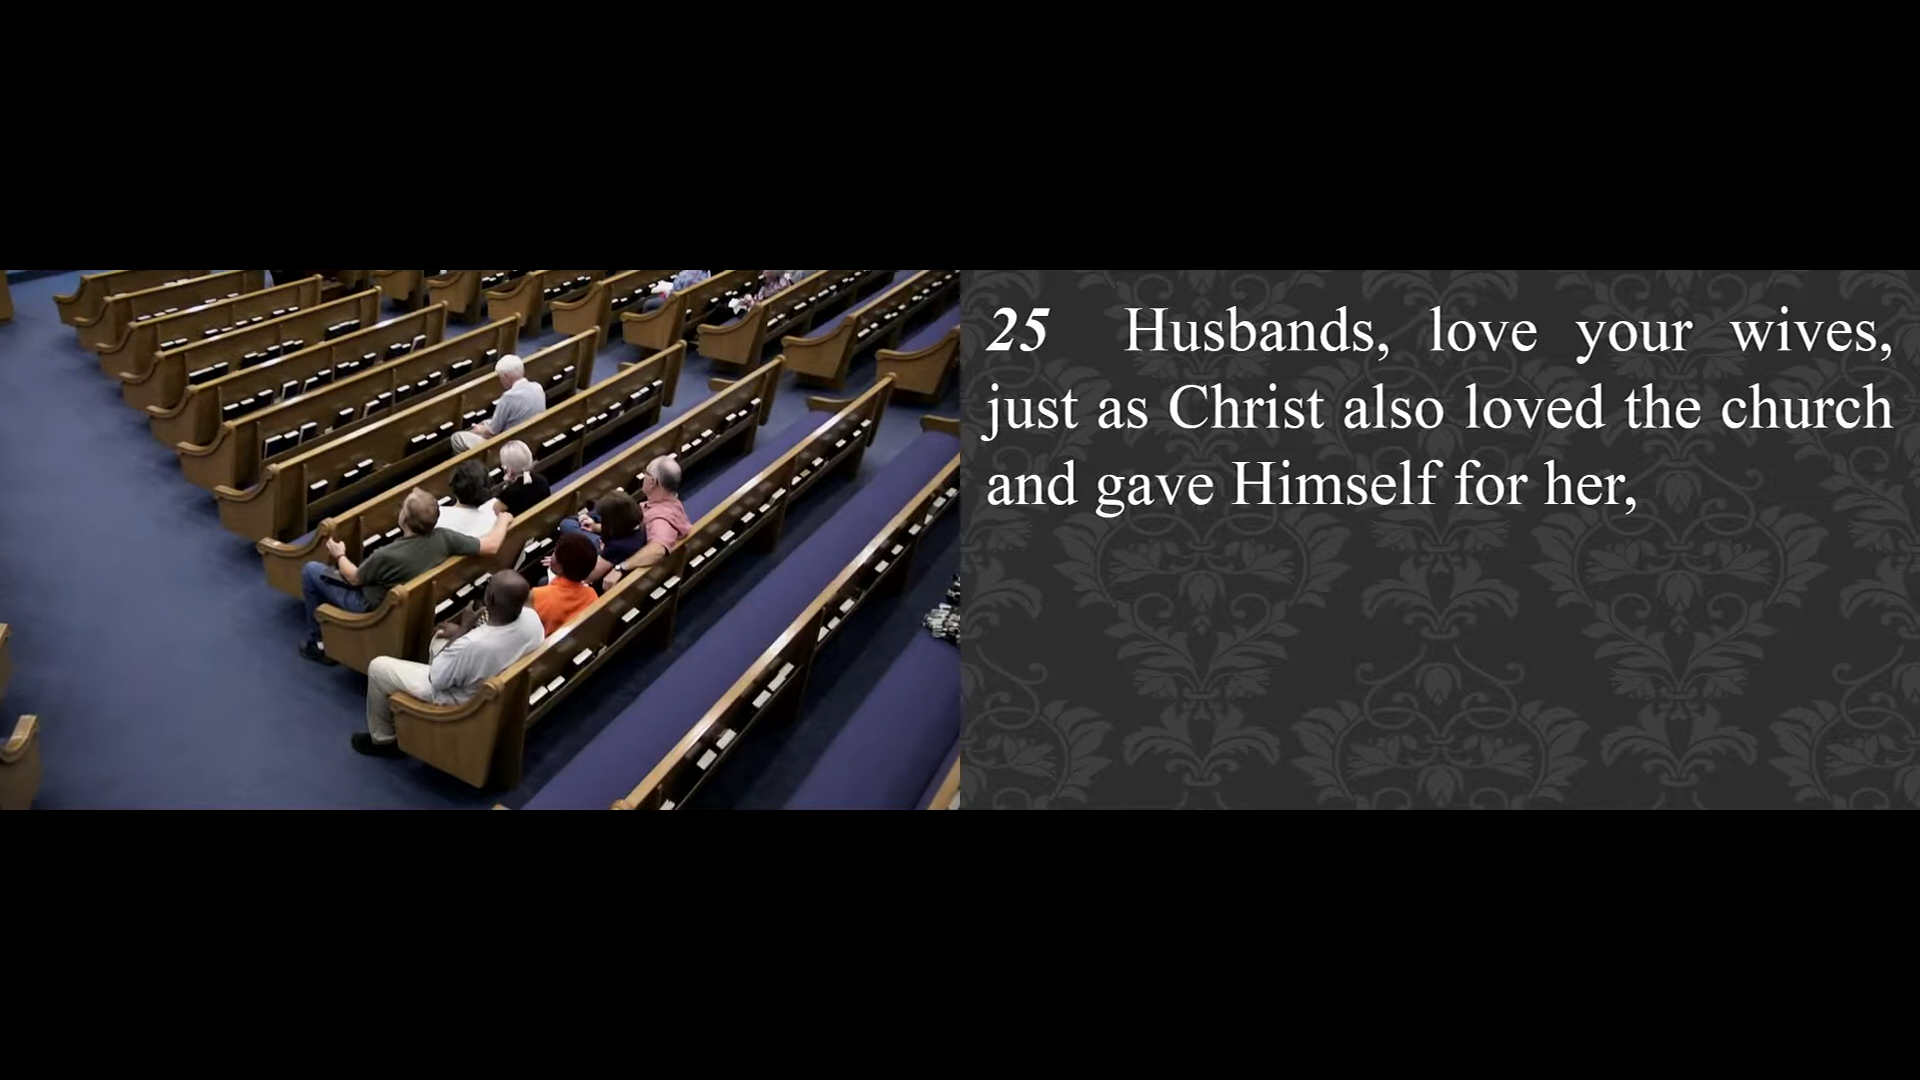 25 Husbands, love your wives,
just as Christ also loved the church
and gave Himself for her,